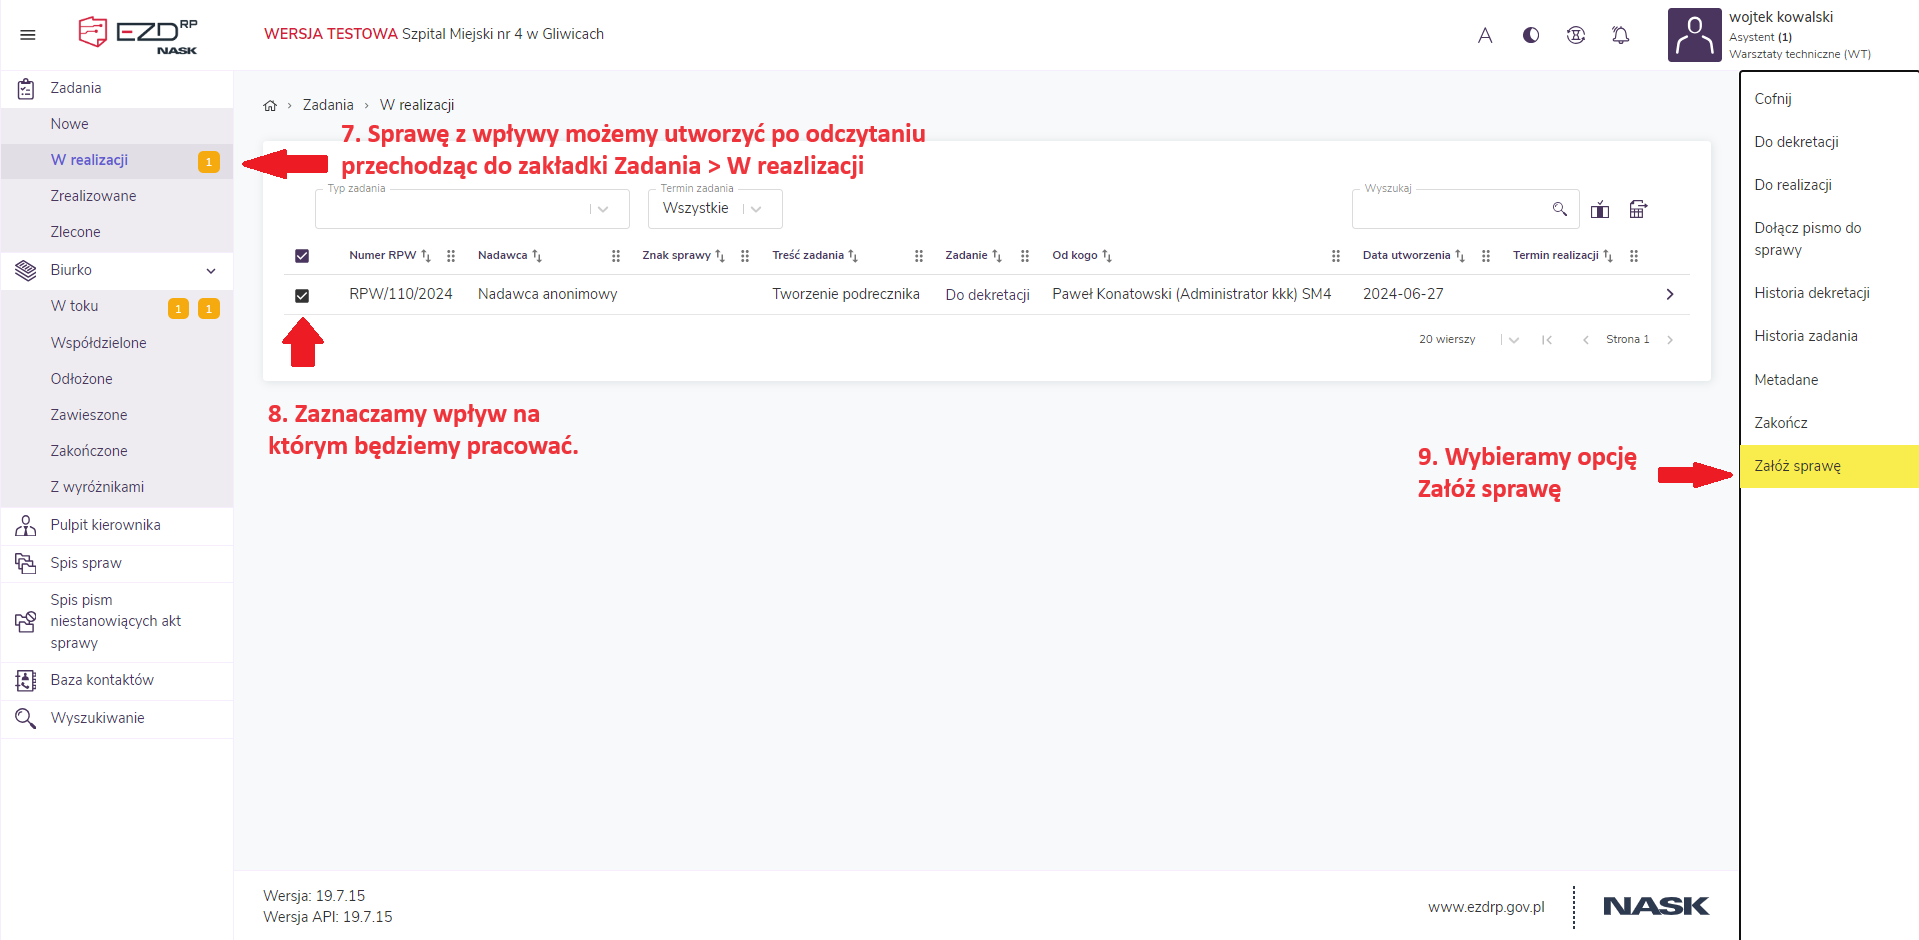 EZD RP
NASK
WERSJA TESTOWA Szpital Miejski nr 4 w Gliwicach
A
wojtek kowalski
Asystent (1)
Warsztaty techniczne (WT)
Zadania
Nowe
W realizacji 1
Zrealizowane
Zlecone
Biurko
W toku 1 1
Współdzielone
Odłożone
Zawieszone
Zakończone
Z wyróżnikami
Pulpit kierownika
Spis spraw
Spis pism
niestanowiących akt
sprawy
Baza kontaktów
Wyszukiwanie
Zadania › W realizacji
7. Sprawę z wpływy możemy utworzyć po odczytaniu
przechodząc do zakładki Zadania > W reazlizacji
Typ zadania
Termin zadania
Wszystkie
Wyszukaj
Numer RPW Nadawca Znak sprawy Treść zadania Zadanie Od kogo Data utworzenia Termin realizacji
RPW/110/2024 Nadawca anonimowy Tworzenie podrecznika Do dekretacji Paweł Konatowski (Administrator kkk) SM4 2024-06-27
20 wierszy Strona 1
8. Zaznaczamy wpływ na
którym będziemy pracować.
9. Wybieramy opcję
Załóż sprawę
Cofnij
Do dekretacji
Do realizacji
Dołącz pismo do
sprawy
Historia dekretacji
Historia zadania
Metadane
Zakończ
Załóż sprawę
Wersja: 19.7.15
Wersja API: 19.7.15
www.ezdrp.gov.pl
NASK